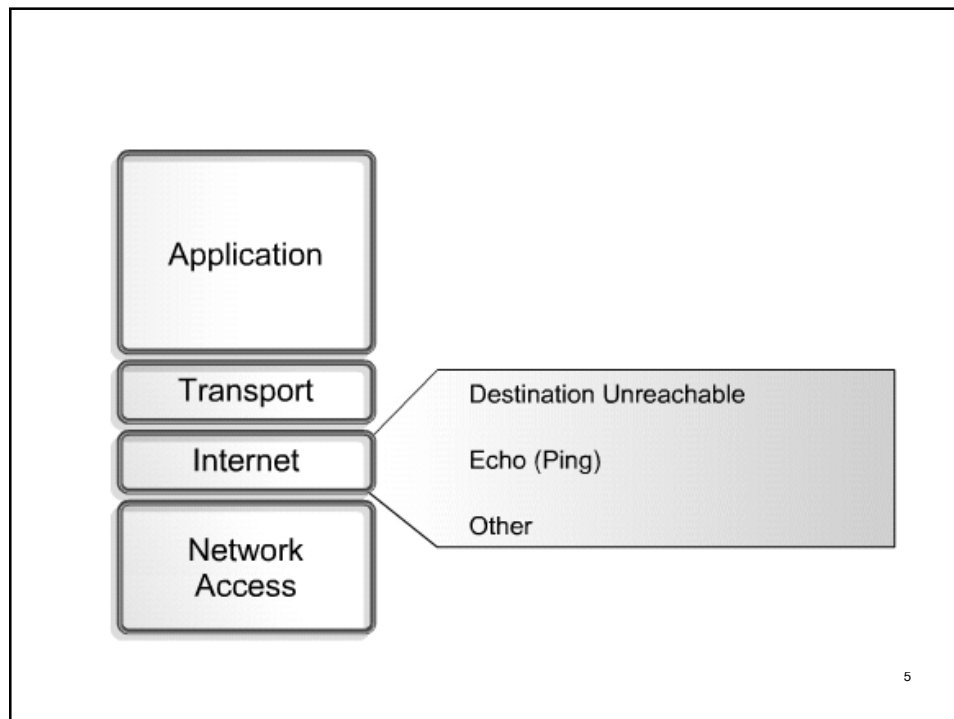 Application
Transport
Internet
Network
Access
Destination Unreachable
Echo (Ping)
Other
5